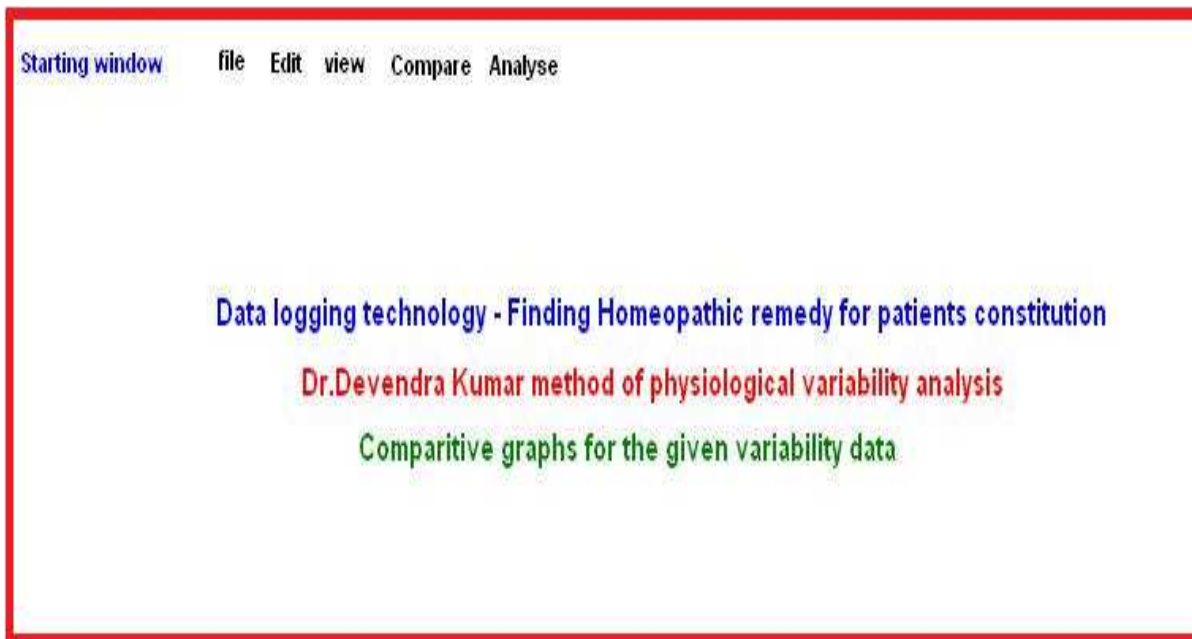 Starting window file Edit view Compare Analyse
Data logging technology - Finding Homeopathic remedy for patients constitution
Dr.Devendra Kumar method of physiological variability analysis
Comparitive graphs for the given variability data